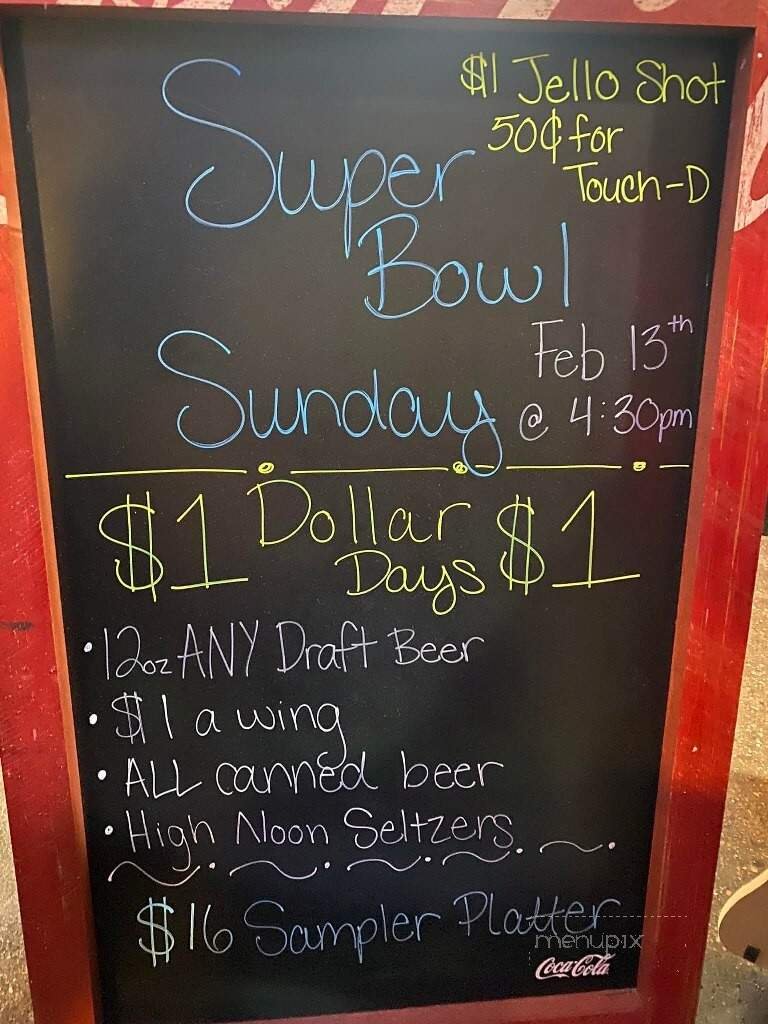 $1 Jello Shot
50¢ for
Touch-D
Super
Bowl
Sunday
Feb 13th
@ 4:30pm
$1 Dollar Days $1
• 12oz ANY Draft Beer
• $1 a wing
• ALL canned beer
• High Noon Seltzers
$16 Sampler Platter
menupix
Coca-Cola